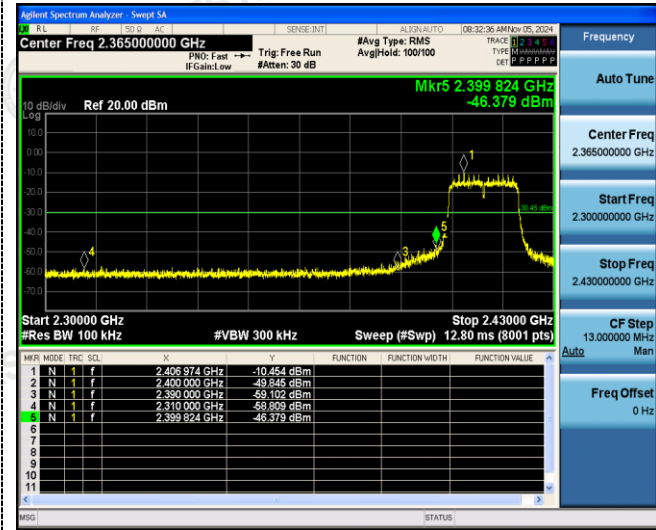 Agilent Spectrum Analyzer - Swept SA
RL RF 50 Ω AC SENSE:INT ALIGNAUTO 08:32:36 AM Nov 05, 2024
Center Freq 2.365000000 GHz
PNO: Fast Trig: Free Run
IFGain:Low #Atten: 30 dB
#Avg Type: RMS
Avg|Hold: 100/100
TRACE 1 2 3 4 5 6
TYPE M
DET P P P P P P
Mkr5 2.399 824 GHz
-46.379 dBm
10 dB/div Ref 20.00 dBm
Log
10.0
0.00
-10.0
-20.0
-30.0
-40.0
-50.0
-60.0
-70.0
1
5
3
4
-30.45 dBm
Start 2.30000 GHz Stop 2.43000 GHz
#Res BW 100 kHz #VBW 300 kHz Sweep (#Swp) 12.80 ms (8001 pts)
MKR MODE TRC SCL X Y FUNCTION FUNCTION WIDTH FUNCTION VALUE
1 N 1 f 2.406 974 GHz -10.454 dBm
2 N 1 f 2.400 000 GHz -49.845 dBm
3 N 1 f 2.390 000 GHz -59.102 dBm
4 N 1 f 2.310 000 GHz -58.809 dBm
5 N 1 f 2.399 824 GHz -46.379 dBm
6
7
8
9
10
11
MSG STATUS
Frequency
Auto Tune
Center Freq
2.365000000 GHz
Start Freq
2.300000000 GHz
Stop Freq
2.430000000 GHz
CF Step
13.000000 MHz
Auto Man
Freq Offset
0 Hz